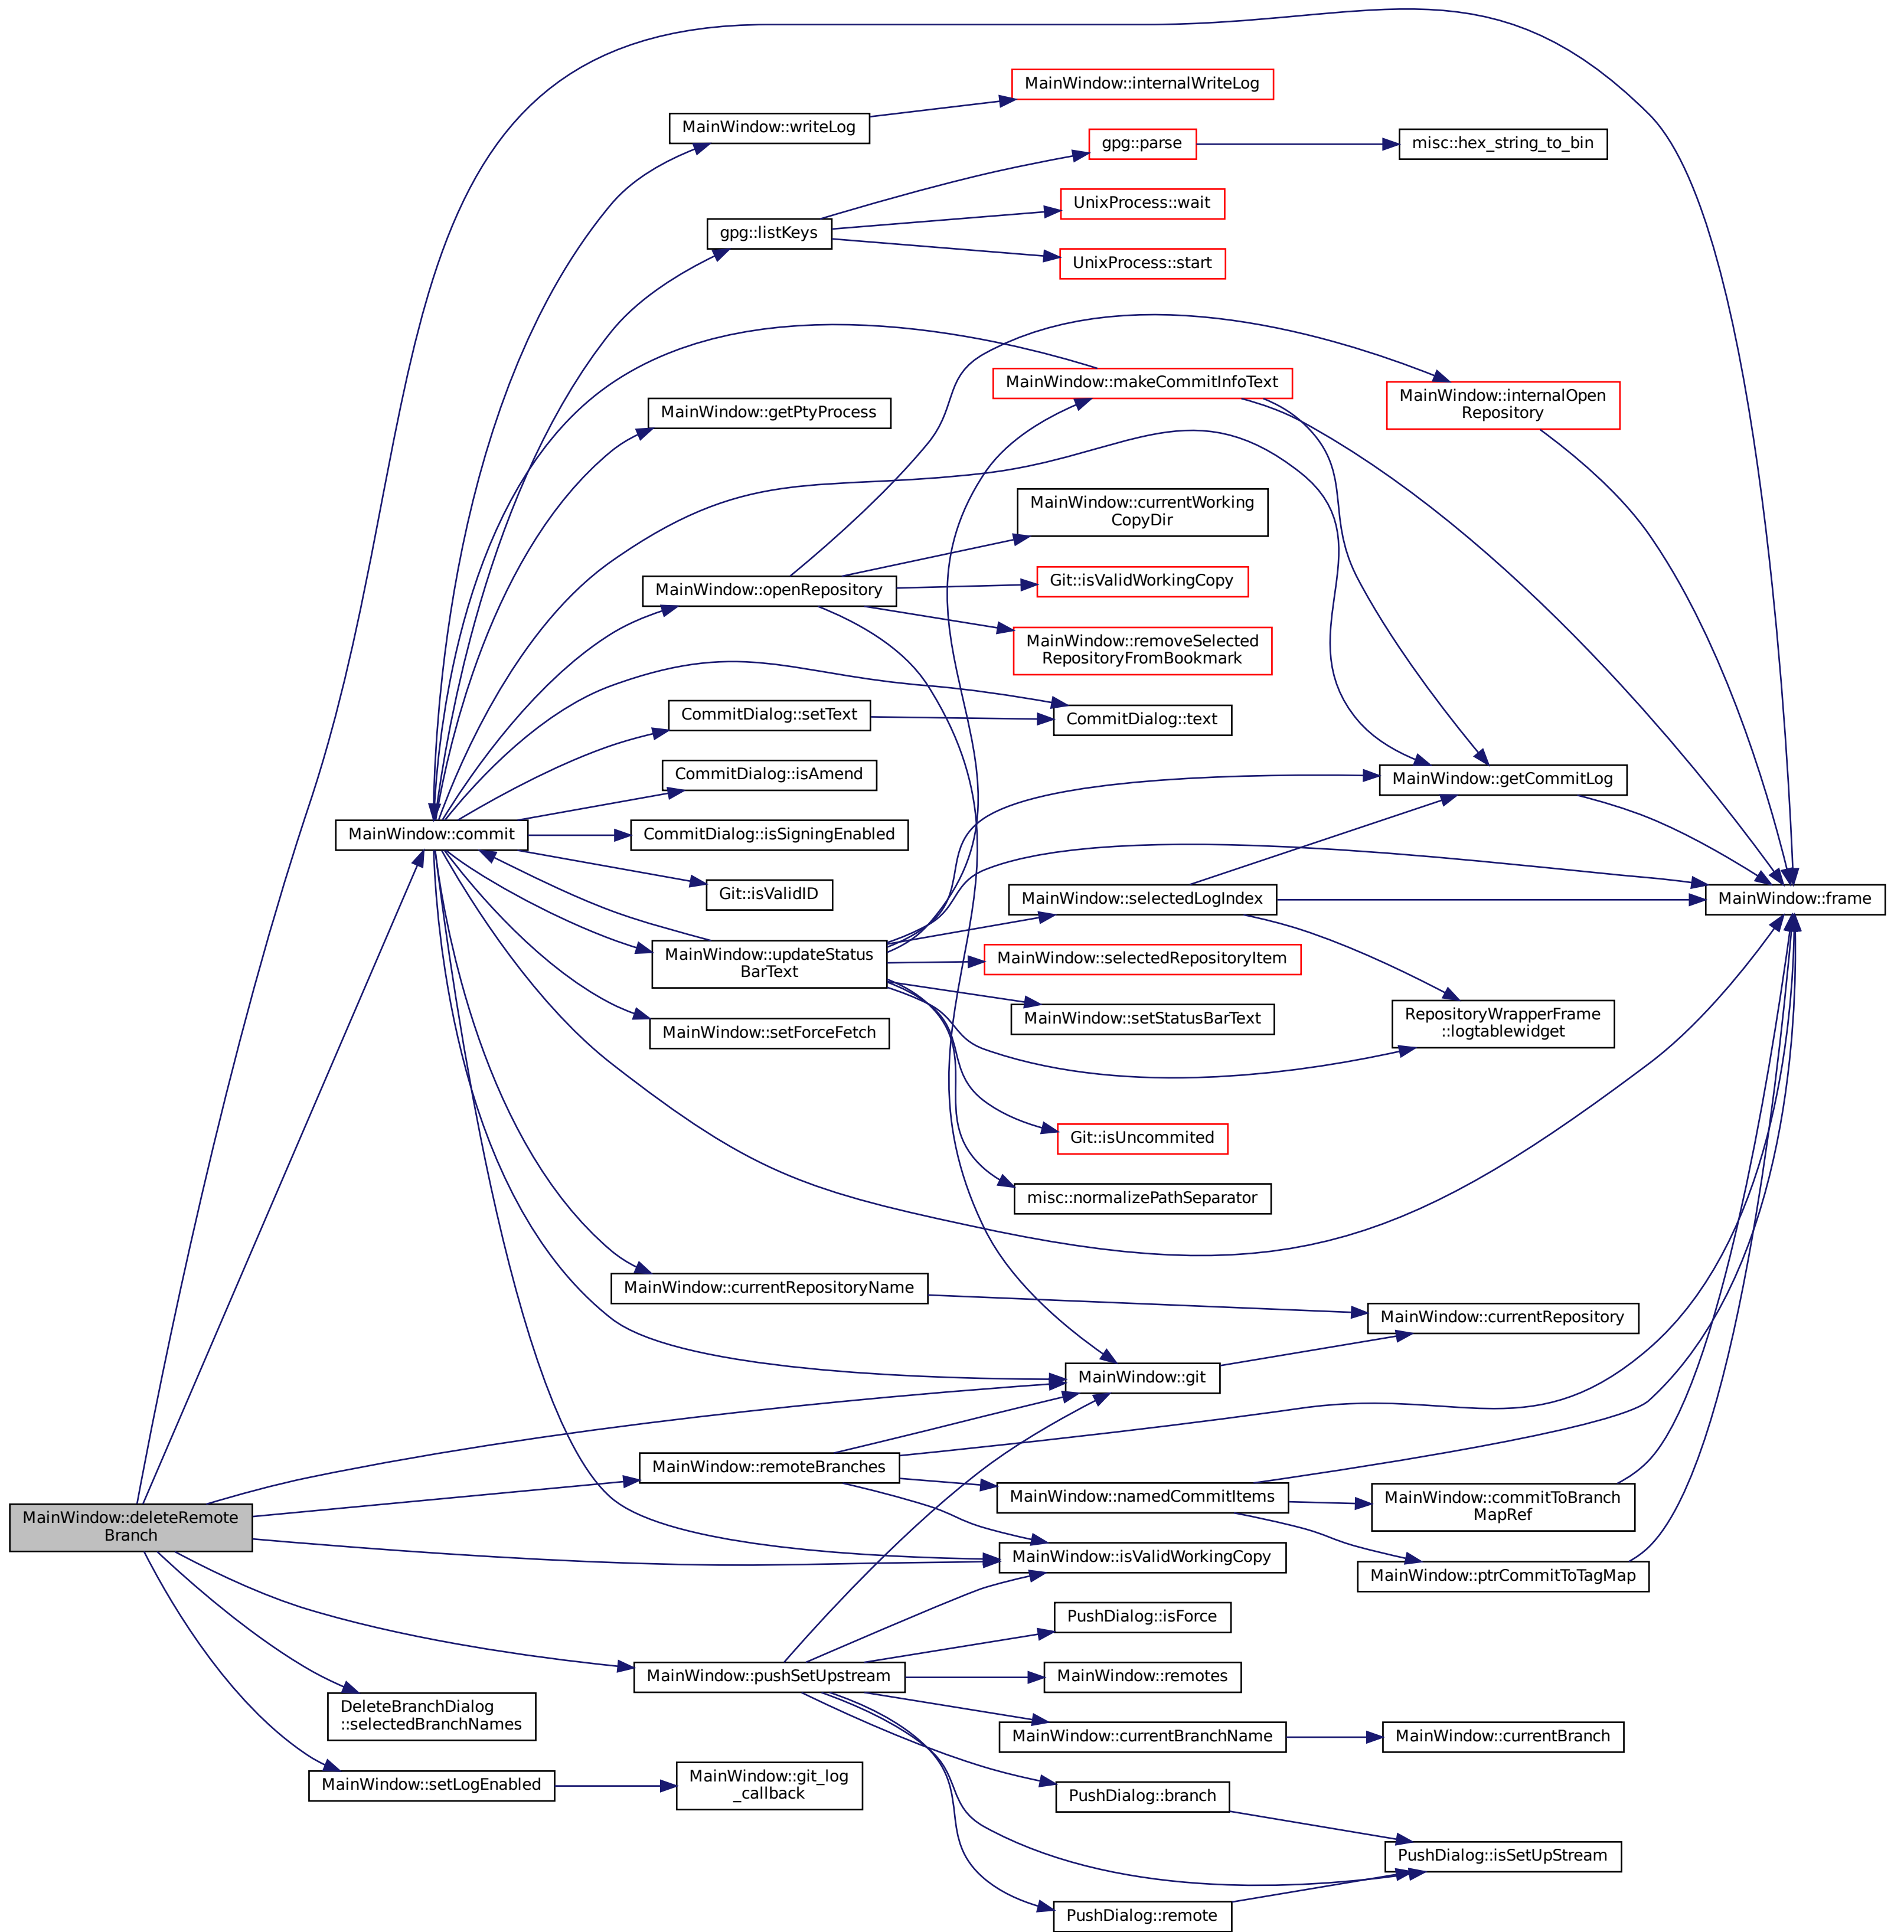 MainWindow::internalWriteLog
MainWindow::writeLog
gpg::parse
misc::hex_string_to_bin
UnixProcess::wait
gpg::listKeys
UnixProcess::start
MainWindow::makeCommitInfoText
MainWindow::internalOpen
Repository
MainWindow::getPtyProcess
MainWindow::currentWorking
CopyDir
MainWindow::openRepository
Git::isValidWorkingCopy
MainWindow::removeSelected
RepositoryFromBookmark
CommitDialog::setText
CommitDialog::text
CommitDialog::isAmend
MainWindow::getCommitLog
MainWindow::commit
CommitDialog::isSigningEnabled
Git::isValidID
MainWindow::selectedLogIndex
MainWindow::frame
MainWindow::updateStatus
BarText
MainWindow::selectedRepositoryItem
MainWindow::setStatusBarText
RepositoryWrapperFrame
::logtablewidget
MainWindow::setForceFetch
Git::isUncommited
misc::normalizePathSeparator
MainWindow::currentRepositoryName
MainWindow::currentRepository
MainWindow::git
MainWindow::remoteBranches
MainWindow::namedCommitItems
MainWindow::commitToBranch
MapRef
MainWindow::deleteRemote
Branch
MainWindow::isValidWorkingCopy
MainWindow::ptrCommitToTagMap
PushDialog::isForce
MainWindow::pushSetUpstream
MainWindow::remotes
DeleteBranchDialog
::selectedBranchNames
MainWindow::currentBranchName
MainWindow::currentBranch
MainWindow::setLogEnabled
MainWindow::git_log
_callback
PushDialog::branch
PushDialog::isSetUpStream
PushDialog::remote